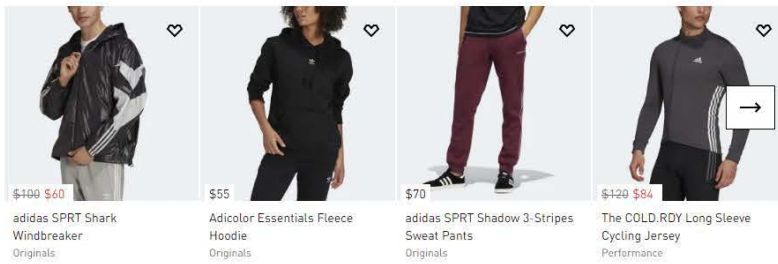 $100 $60
adidas SPRT Shark
Windbreaker
Originals
$55
Adicolor Essentials Fleece
Hoodie
Originals
$70
adidas SPRT Shadow 3-Stripes
Sweat Pants
Originals
$120 $84
The COLD.RDY Long Sleeve
Cycling Jersey
Performance